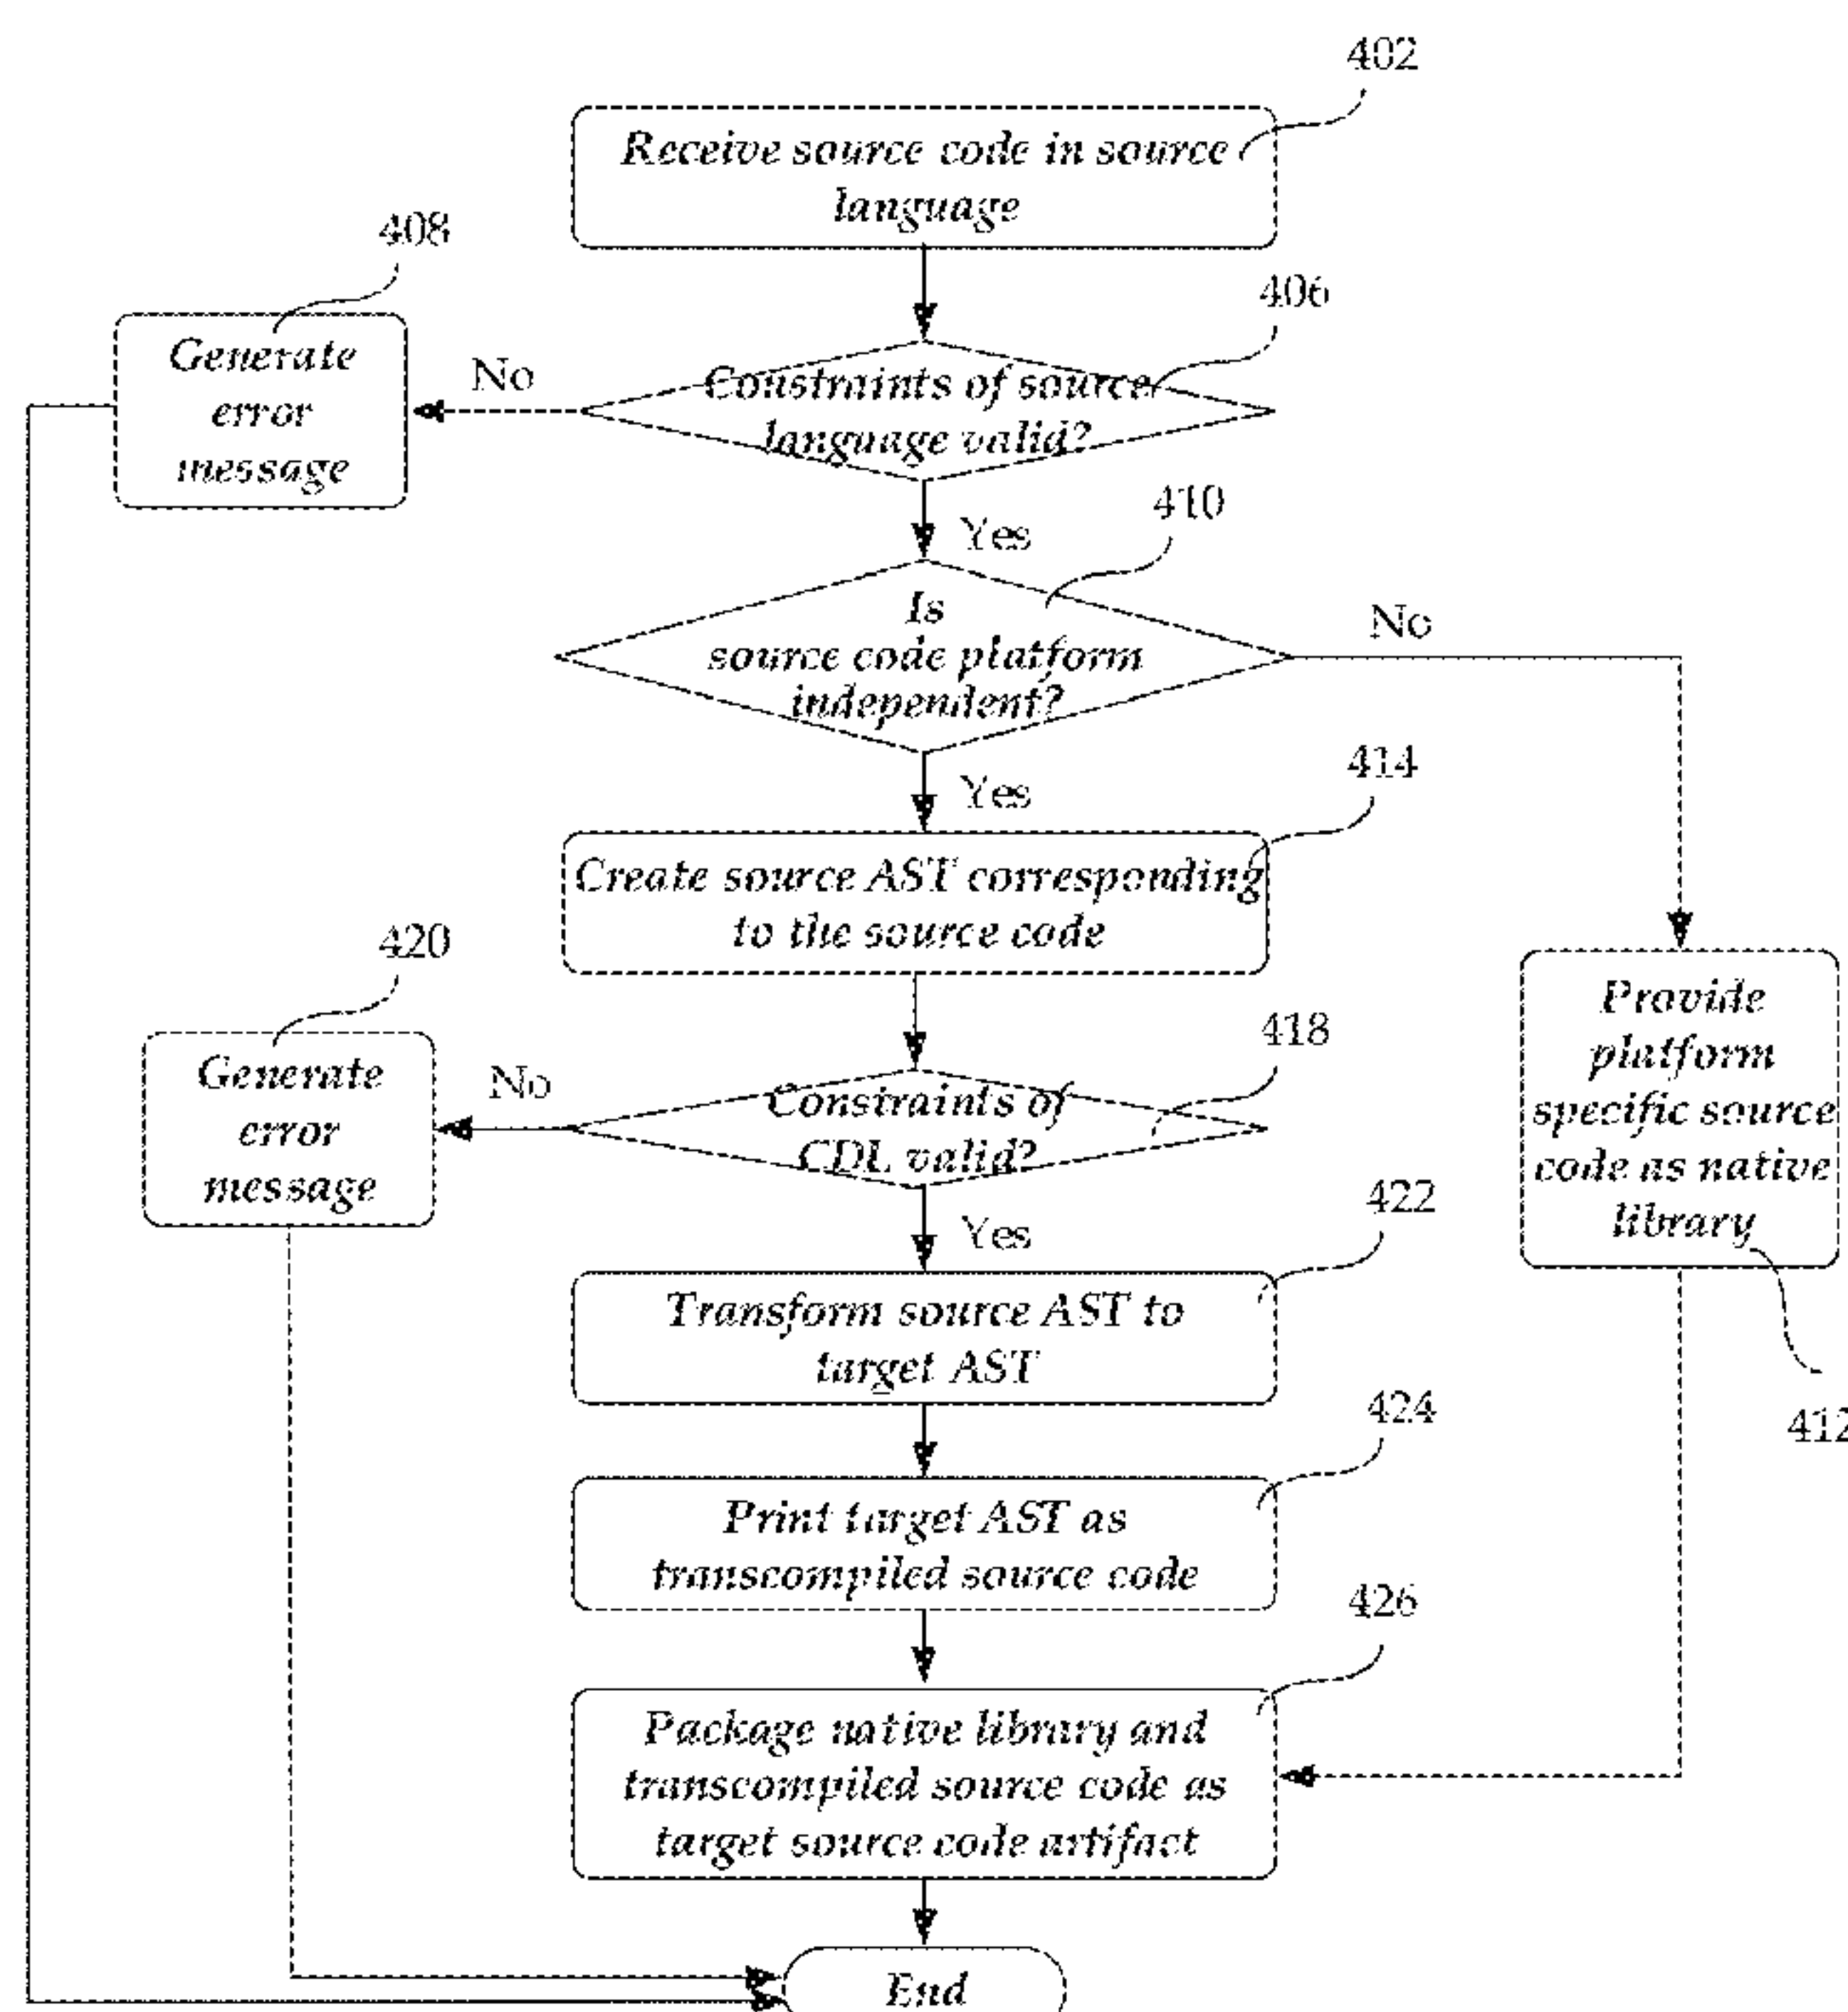 402
Receive source code in source
language
408
406
Generate
error
message
No
Constraints of source
language valid?
410
Yes
Is
source code platform
independent?
No
414
Yes
Create source AST corresponding
to the source code
420
418
Provide
platform
specific source
code as native
library
Generate
error
message
No
Constraints of
CDL valid?
422
Yes
Transform source AST to
target AST
424
412
Print target AST as
transcompiled source code
426
Package native library and
transcompiled source code as
target source code artifact
End